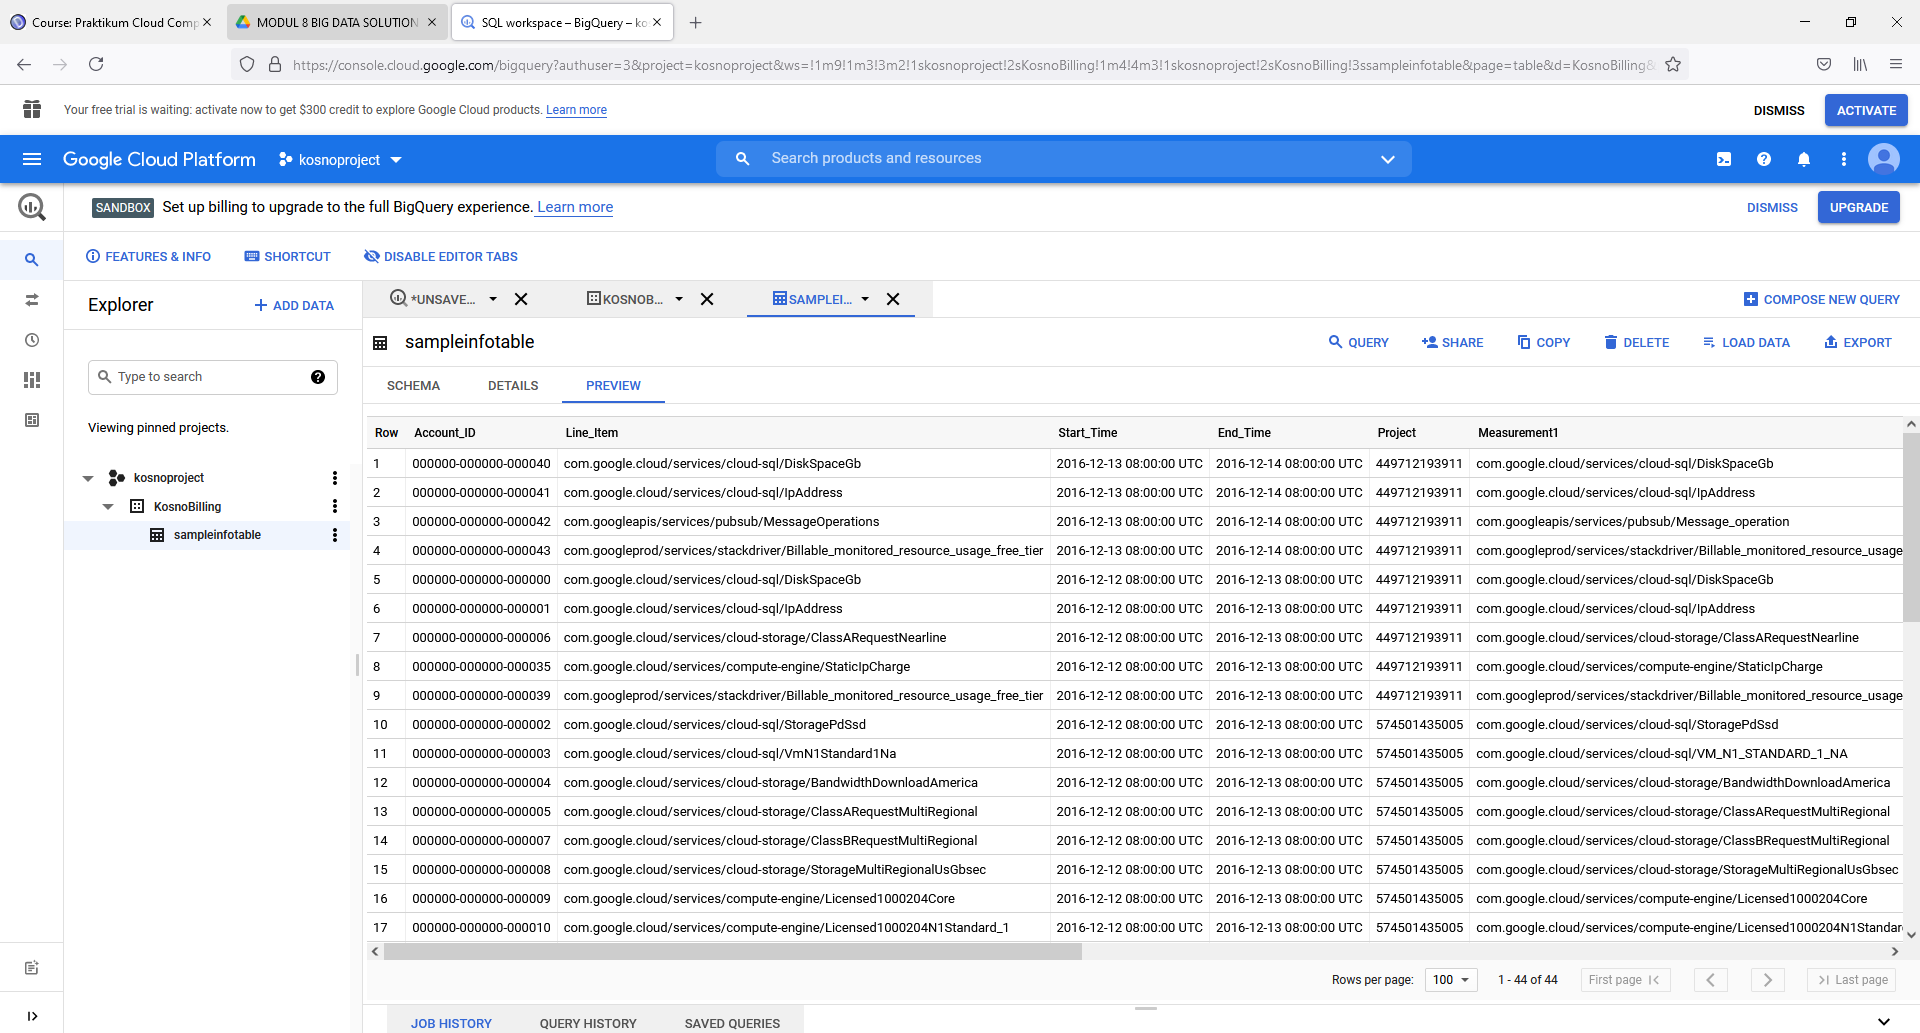 Course: Praktikum Cloud Comp
MODUL 8 BIG DATA SOLUTION
SQL workspace – BigQuery – ko
https://console.cloud.google.com/bigquery?authuser=3&project=kosnoproject&ws=!1m9!1m3!3m2!1skosnoproject!2sKosnoBilling!1m4!4m3!1skosnoproject!2sKosnoBilling!3ssampleinfotable&page=table&d=KosnoBilling&
Your free trial is waiting: activate now to get $300 credit to explore Google Cloud products. Learn more
DISMISS
ACTIVATE
Google Cloud Platform
kosnoproject
Search products and resources
SANDBOX Set up billing to upgrade to the full BigQuery experience. Learn more
DISMISS
UPGRADE
FEATURES & INFO
SHORTCUT
DISABLE EDITOR TABS
Explorer
ADD DATA
*UNSAVE...
KOSNOB...
SAMPLEI...
COMPOSE NEW QUERY
sampleinfotable
QUERY
SHARE
COPY
DELETE
LOAD DATA
EXPORT
Type to search
SCHEMA
DETAILS
PREVIEW
Viewing pinned projects.
kosnoproject
KosnoBilling
sampleinfotable
Row Account_ID Line_Item Start_Time End_Time Project Measurement1
1 000000-000000-000040 com.google.cloud/services/cloud-sql/DiskSpaceGb 2016-12-13 08:00:00 UTC 2016-12-14 08:00:00 UTC 449712193911 com.google.cloud/services/cloud-sql/DiskSpaceGb
2 000000-000000-000041 com.google.cloud/services/cloud-sql/IpAddress 2016-12-13 08:00:00 UTC 2016-12-14 08:00:00 UTC 449712193911 com.google.cloud/services/cloud-sql/IpAddress
3 000000-000000-000042 com.googleapis/services/pubsub/MessageOperations 2016-12-13 08:00:00 UTC 2016-12-14 08:00:00 UTC 449712193911 com.googleapis/services/pubsub/Message_operation
4 000000-000000-000043 com.googleprod/services/stackdriver/Billable_monitored_resource_usage_free_tier 2016-12-13 08:00:00 UTC 2016-12-14 08:00:00 UTC 449712193911 com.googleprod/services/stackdriver/Billable_monitored_resource_usage
5 000000-000000-000000 com.google.cloud/services/cloud-sql/DiskSpaceGb 2016-12-12 08:00:00 UTC 2016-12-13 08:00:00 UTC 449712193911 com.google.cloud/services/cloud-sql/DiskSpaceGb
6 000000-000000-000001 com.google.cloud/services/cloud-sql/IpAddress 2016-12-12 08:00:00 UTC 2016-12-13 08:00:00 UTC 449712193911 com.google.cloud/services/cloud-sql/IpAddress
7 000000-000000-000006 com.google.cloud/services/cloud-storage/ClassARequestNearline 2016-12-12 08:00:00 UTC 2016-12-13 08:00:00 UTC 449712193911 com.google.cloud/services/cloud-storage/ClassARequestNearline
8 000000-000000-000035 com.google.cloud/services/compute-engine/StaticIpCharge 2016-12-12 08:00:00 UTC 2016-12-13 08:00:00 UTC 449712193911 com.google.cloud/services/compute-engine/StaticIpCharge
9 000000-000000-000039 com.googleprod/services/stackdriver/Billable_monitored_resource_usage_free_tier 2016-12-12 08:00:00 UTC 2016-12-13 08:00:00 UTC 449712193911 com.googleprod/services/stackdriver/Billable_monitored_resource_usage
10 000000-000000-000002 com.google.cloud/services/cloud-sql/StoragePdSsd 2016-12-12 08:00:00 UTC 2016-12-13 08:00:00 UTC 574501435005 com.google.cloud/services/cloud-sql/StoragePdSsd
11 000000-000000-000003 com.google.cloud/services/cloud-sql/VmN1Standard1Na 2016-12-12 08:00:00 UTC 2016-12-13 08:00:00 UTC 574501435005 com.google.cloud/services/cloud-sql/VM_N1_STANDARD_1_NA
12 000000-000000-000004 com.google.cloud/services/cloud-storage/BandwidthDownloadAmerica 2016-12-12 08:00:00 UTC 2016-12-13 08:00:00 UTC 574501435005 com.google.cloud/services/cloud-storage/BandwidthDownloadAmerica
13 000000-000000-000005 com.google.cloud/services/cloud-storage/ClassARequestMultiRegional 2016-12-12 08:00:00 UTC 2016-12-13 08:00:00 UTC 574501435005 com.google.cloud/services/cloud-storage/ClassARequestMultiRegional
14 000000-000000-000007 com.google.cloud/services/cloud-storage/ClassBRequestMultiRegional 2016-12-12 08:00:00 UTC 2016-12-13 08:00:00 UTC 574501435005 com.google.cloud/services/cloud-storage/ClassBRequestMultiRegional
15 000000-000000-000008 com.google.cloud/services/cloud-storage/StorageMultiRegionalUsGbsec 2016-12-12 08:00:00 UTC 2016-12-13 08:00:00 UTC 574501435005 com.google.cloud/services/cloud-storage/StorageMultiRegionalUsGbsec
16 000000-000000-000009 com.google.cloud/services/compute-engine/Licensed1000204Core 2016-12-12 08:00:00 UTC 2016-12-13 08:00:00 UTC 574501435005 com.google.cloud/services/compute-engine/Licensed1000204Core
17 000000-000000-000010 com.google.cloud/services/compute-engine/Licensed1000204N1Standard_1 2016-12-12 08:00:00 UTC 2016-12-13 08:00:00 UTC 574501435005 com.google.cloud/services/compute-engine/Licensed1000204N1Standar
Rows per page: 100 1 - 44 of 44 First page Last page
JOB HISTORY
QUERY HISTORY
SAVED QUERIES